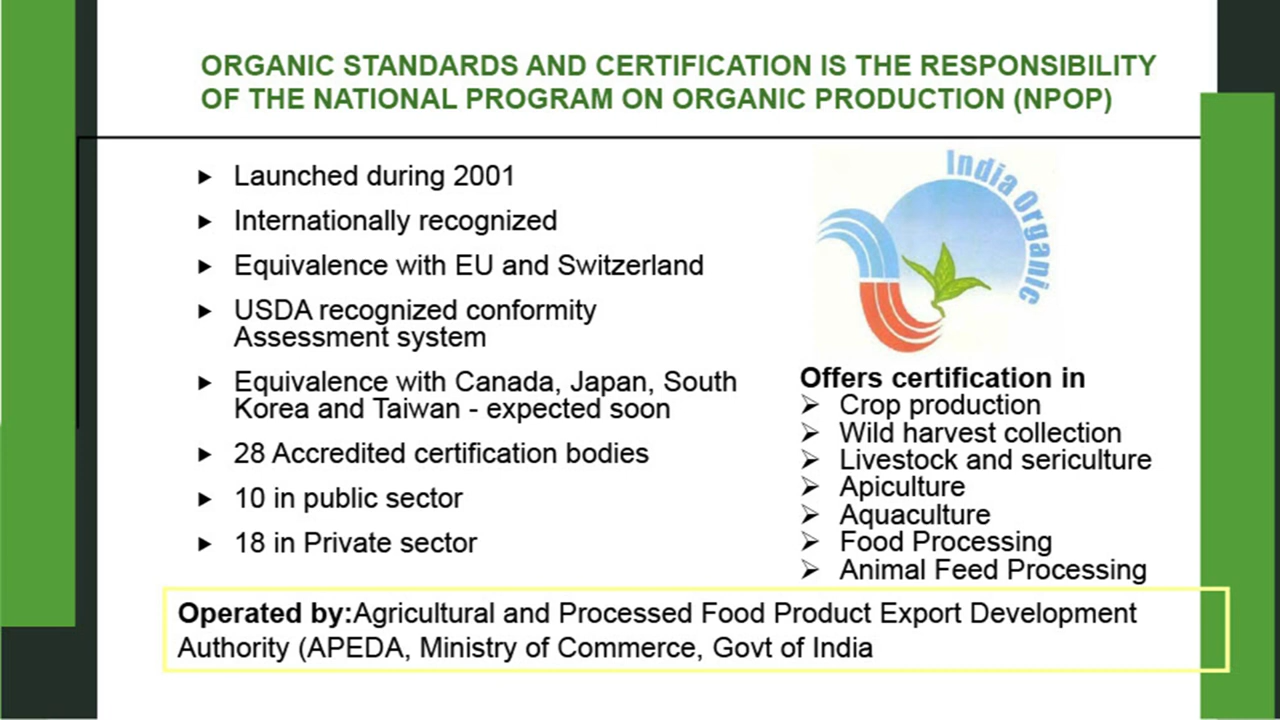 ORGANIC STANDARDS AND CERTIFICATION IS THE RESPONSIBILITY
OF THE NATIONAL PROGRAM ON ORGANIC PRODUCTION (NPOP)
Launched during 2001
Internationally recognized
Equivalence with EU and Switzerland
USDA recognized conformity
Assessment system
Equivalence with Canada, Japan, South
Korea and Taiwan - expected soon
28 Accredited certification bodies
10 in public sector
18 in Private sector
India Organic
Offers certification in
Crop production
Wild harvest collection
Livestock and sericulture
Apiculture
Aquaculture
Food Processing
Animal Feed Processing
Operated by:Agricultural and Processed Food Product Export Development
Authority (APEDA, Ministry of Commerce, Govt of India